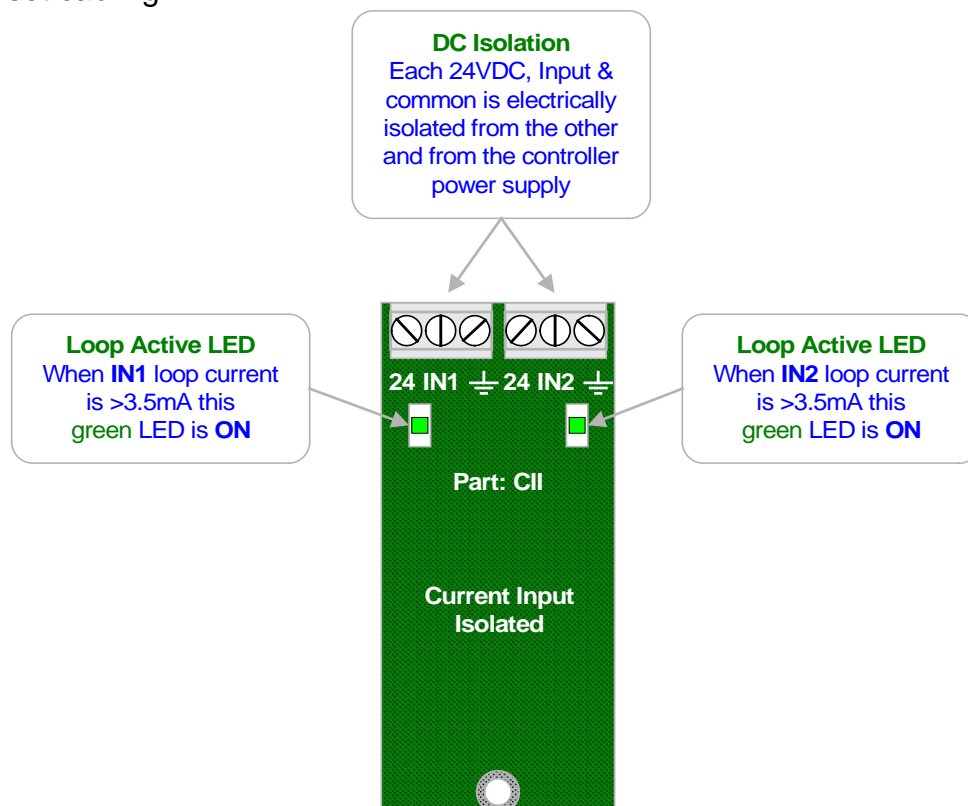 DC Isolation
Each 24VDC, Input &
common is electrically
isolated from the other
and from the controller
power supply
Loop Active LED
When IN1 loop current
is >3.5mA this
green LED is ON
Loop Active LED
When IN2 loop current
is >3.5mA this
green LED is ON
24 IN1 24 IN2
Part: CII
Current Input
Isolated